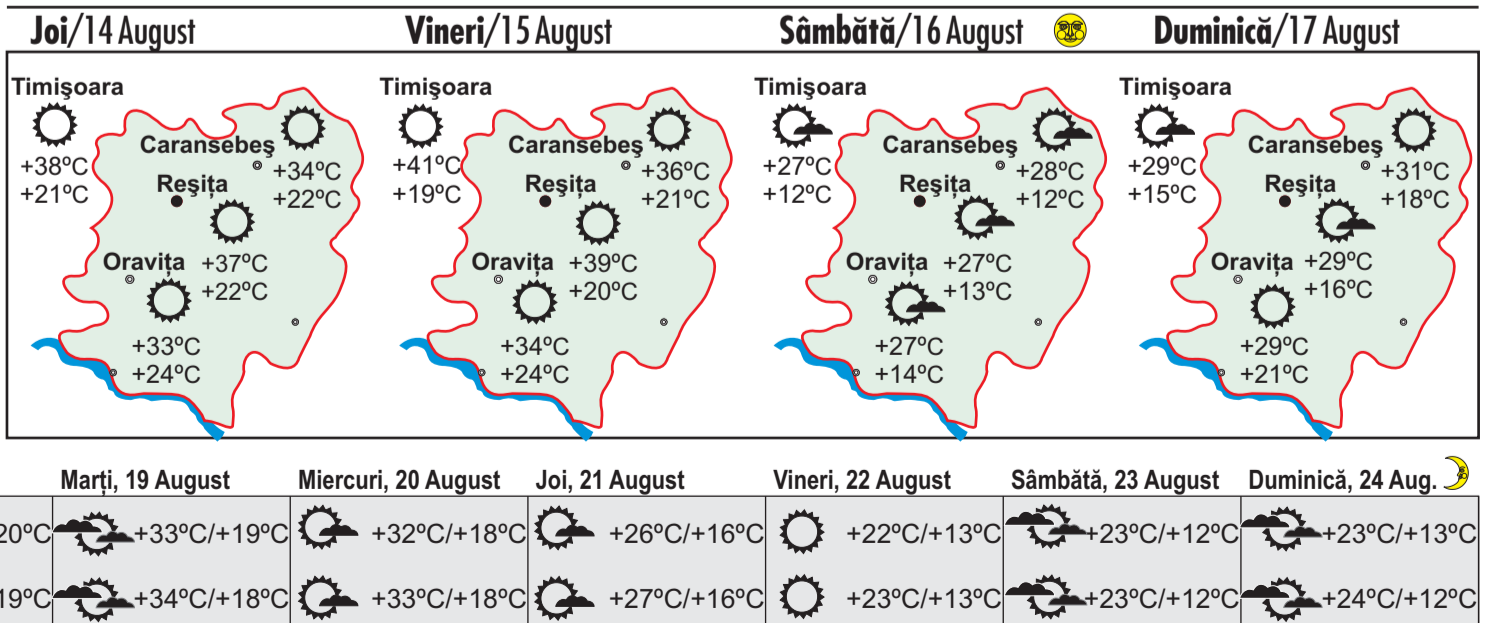 Joi/14 August
Vineri/15 August
Sâmbătă/16 August
Duminică/17 August
Timişoara
+38ºC
+21ºC
Caransebeş
+34ºC
+22ºC
Reşiţa
+37ºC
+22ºC
Oraviţa
+33ºC
+24ºC
Timişoara
+41ºC
+19ºC
Caransebeş
+36ºC
+21ºC
Reşiţa
+39ºC
+20ºC
Oraviţa
+34ºC
+24ºC
Timişoara
+27ºC
+12ºC
Caransebeş
+28ºC
+12ºC
Reşiţa
+27ºC
+13ºC
Oraviţa
+27ºC
+14ºC
Timişoara
+29ºC
+15ºC
Caransebeş
+31ºC
+18ºC
Reşiţa
+29ºC
+16ºC
Oraviţa
+29ºC
+21ºC
Marţi, 19 August
Miercuri, 20 August
Joi, 21 August
Vineri, 22 August
Sâmbătă, 23 August
Duminică, 24 Aug.
20ºC +33ºC/+19ºC +32ºC/+18ºC +26ºC/+16ºC +22ºC/+13ºC +23ºC/+12ºC +23ºC/+13ºC
19ºC +34ºC/+18ºC +33ºC/+18ºC +27ºC/+16ºC +23ºC/+13ºC +23ºC/+12ºC +24ºC/+12ºC